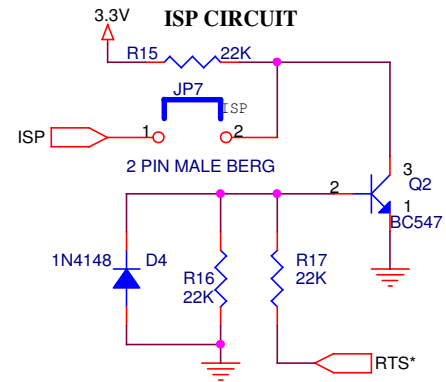 3.3V
ISP CIRCUIT
R15 22K
JP7
ISP
ISP
1 2
2 PIN MALE BERG
3
Q2
2
1
BC547
1N4148 D4
R16
22K
R17
22K
RTS*